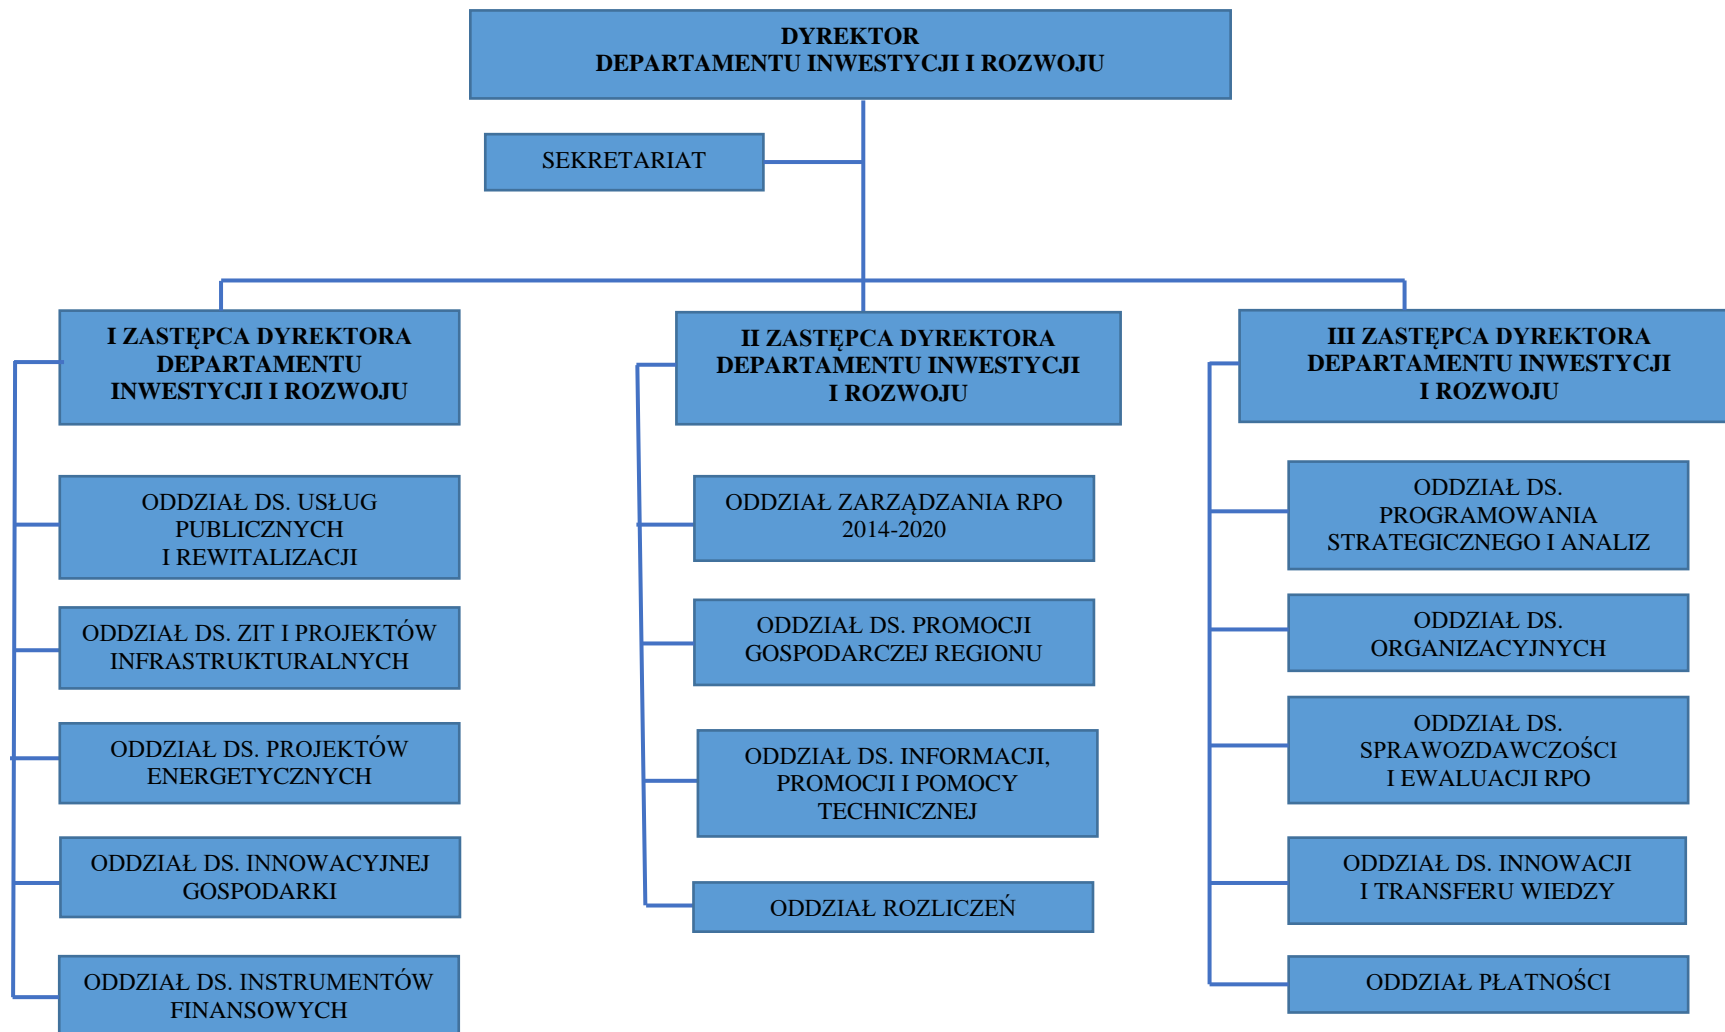 DYREKTOR
DEPARTAMENTU INWESTYCJI I ROZWOJU
SEKRETARIAT
I ZASTĘPCA DYREKTORA
DEPARTAMENTU
INWESTYCJI I ROZWOJU
ODDZIAŁ DS. USŁUG
PUBLICZNYCH
I REWITALIZACJI
ODDZIAŁ DS. ZIT I PROJEKTÓW
INFRASTRUKTURALNYCH
ODDZIAŁ DS. PROJEKTÓW
ENERGETYCZNYCH
ODDZIAŁ DS. INNOWACYJNEJ
GOSPODARKI
ODDZIAŁ DS. INSTRUMENTÓW
FINANSOWYCH
II ZASTĘPCA DYREKTORA
DEPARTAMENTU INWESTYCJI
I ROZWOJU
ODDZIAŁ ZARZĄDZANIA RPO
2014-2020
ODDZIAŁ DS. PROMOCJI
GOSPODARCZEJ REGIONU
ODDZIAŁ DS. INFORMACJI,
PROMOCJI I POMOCY
TECHNICZNEJ
ODDZIAŁ ROZLICZEŃ
III ZASTĘPCA DYREKTORA
DEPARTAMENTU INWESTYCJI
I ROZWOJU
ODDZIAŁ DS.
PROGRAMOWANIA
STRATEGICZNEGO I ANALIZ
ODDZIAŁ DS.
ORGANIZACYJNYCH
ODDZIAŁ DS.
SPRAWOZDAWCZOŚCI
I EWALUACJI RPO
ODDZIAŁ DS. INNOWACJI
I TRANSFERU WIEDZY
ODDZIAŁ PŁATNOŚCI